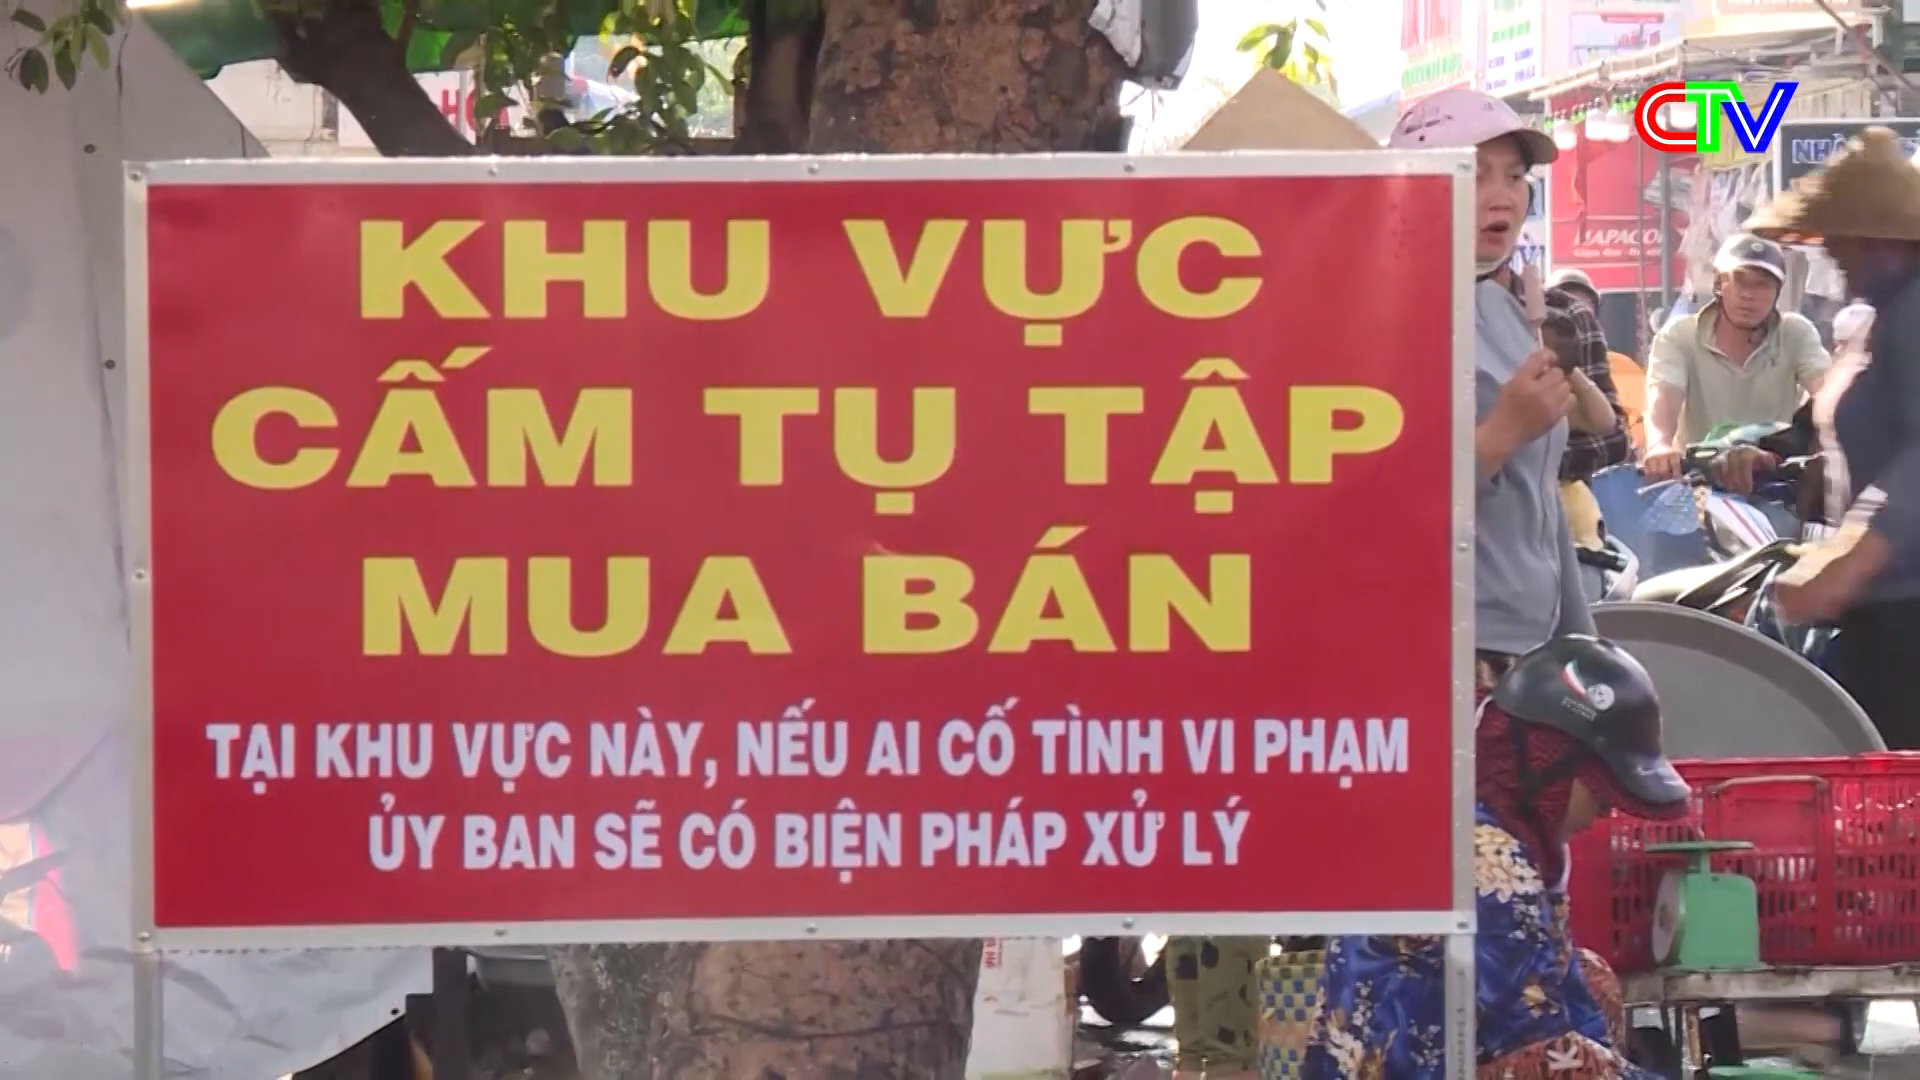 CTV
KHU VỰC
CẤM TỤ TẬP
MUA BÁN
TẠI KHU VỰC NÀY, NẾU AI CỐ TÌNH VI PHẠM
ỦY BAN SẼ CÓ BIỆN PHÁP XỬ LÝ